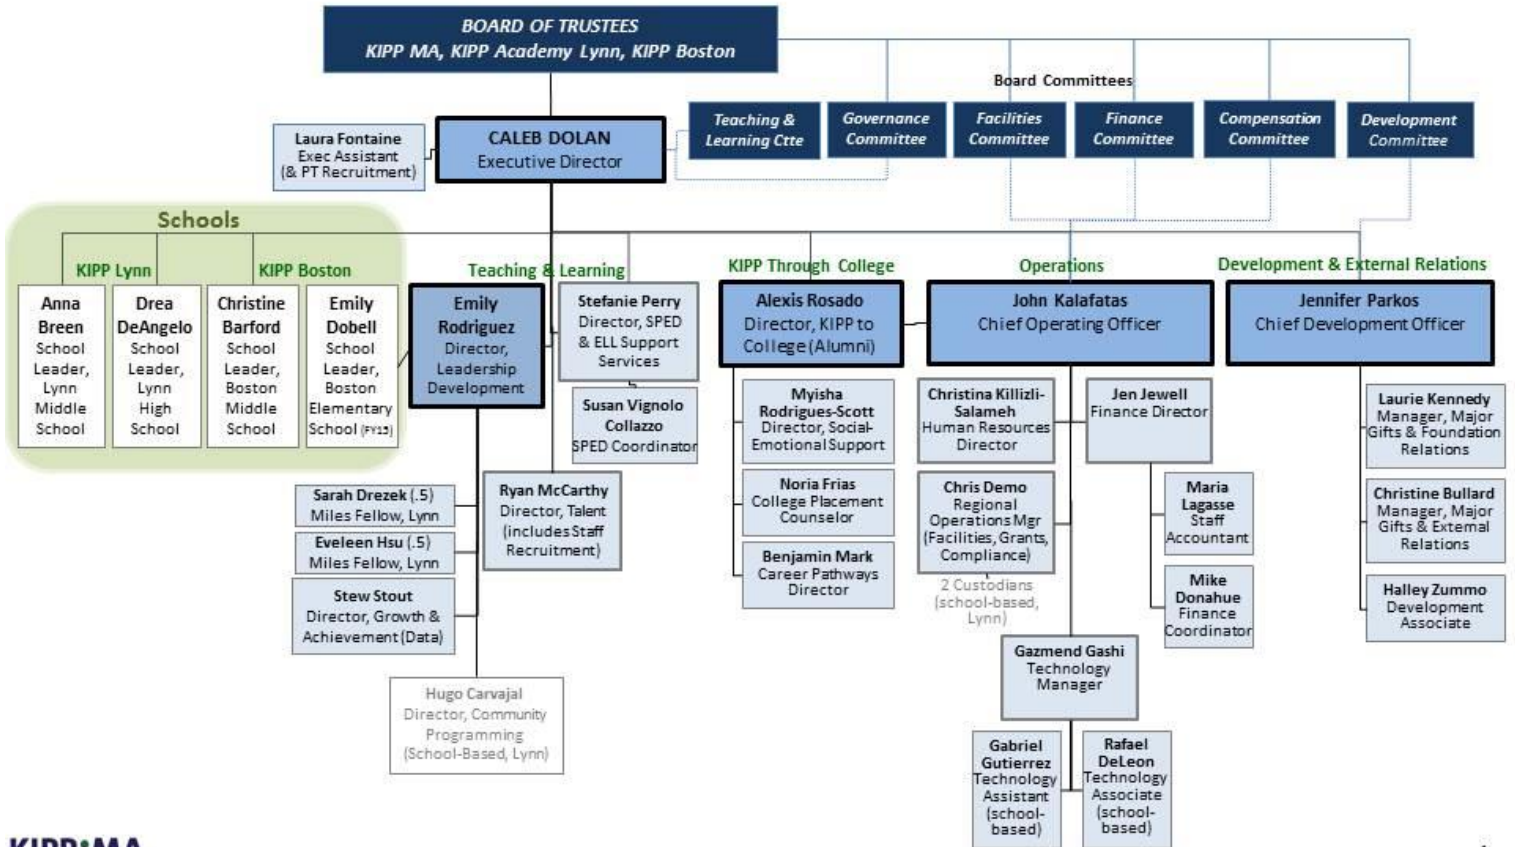 BOARD OF TRUSTEES
KIPP MA, KIPP Academy Lynn, KIPP Boston
Board Committees
Teaching &
Learning Ctte
Governance
Committee
Facilities
Committee
Finance
Committee
Compensation
Committee
Development
Committee
Laura Fontaine
Exec Assistant
(& PT Recruitment)
CALEB DOLAN
Executive Director
Schools
KIPP Lynn
KIPP Boston
Teaching & Learning
KIPP Through College
Operations
Development & External Relations
Anna
Breen
School
Leader,
Lynn
Middle
School
Drea
DeAngelo
School
Leader,
Lynn
High
School
Christine
Barford
School
Leader,
Boston
Middle
School
Emily
Dobell
School
Leader,
Boston
Elementary
School (FY15)
Emily
Rodriguez
Director,
Leadership
Development
Stefanie Perry
Director, SPED
& ELL Support
Services
Susan Vignolo
Collazzo
SPED Coordinator
Sarah Drezek (.5)
Miles Fellow, Lynn
Eveleen Hsu (.5)
Miles Fellow, Lynn
Stew Stout
Director, Growth &
Achievement (Data)
Ryan McCarthy
Director, Talent
(includes Staff
Recruitment)
Hugo Carvajal
Director, Community
Programming
(School-Based, Lynn)
Alexis Rosado
Director, KIPP to
College (Alumni)
Myisha
Rodrigues-Scott
Director, Social-
Emotional Support
Noria Frias
College Placement
Counselor
Benjamin Mark
Career Pathways
Director
John Kalafatas
Chief Operating Officer
Christina Killizli-
Salameh
Human Resources
Director
Jen Jewell
Finance Director
Chris Demo
Regional
Operations Mgr
(Facilities, Grants,
Compliance)
2 Custodians
(school-based,
Lynn)
Maria
Lagasse
Staff
Accountant
Mike
Donahue
Finance
Coordinator
Gazmend Gashi
Technology
Manager
Gabriel
Gutierrez
Technology
Assistant
(school-
based)
Rafael
DeLeon
Technology
Associate
(school-
based)
Jennifer Parkos
Chief Development Officer
Laurie Kennedy
Manager, Major
Gifts & Foundation
Relations
Christine Bullard
Manager, Major
Gifts & External
Relations
Halley Zummo
Development
Associate
KIPP:MA